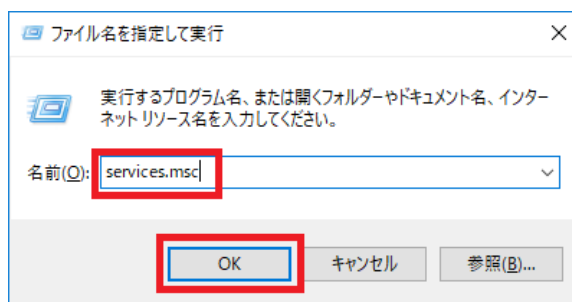 ファイル名を指定して実行
実行するプログラム名、または開くフォルダーやドキュメント名、インター
ネット リソース名を入力してください。
名前(O): services.msc
OK キャンセル 参照(B)...